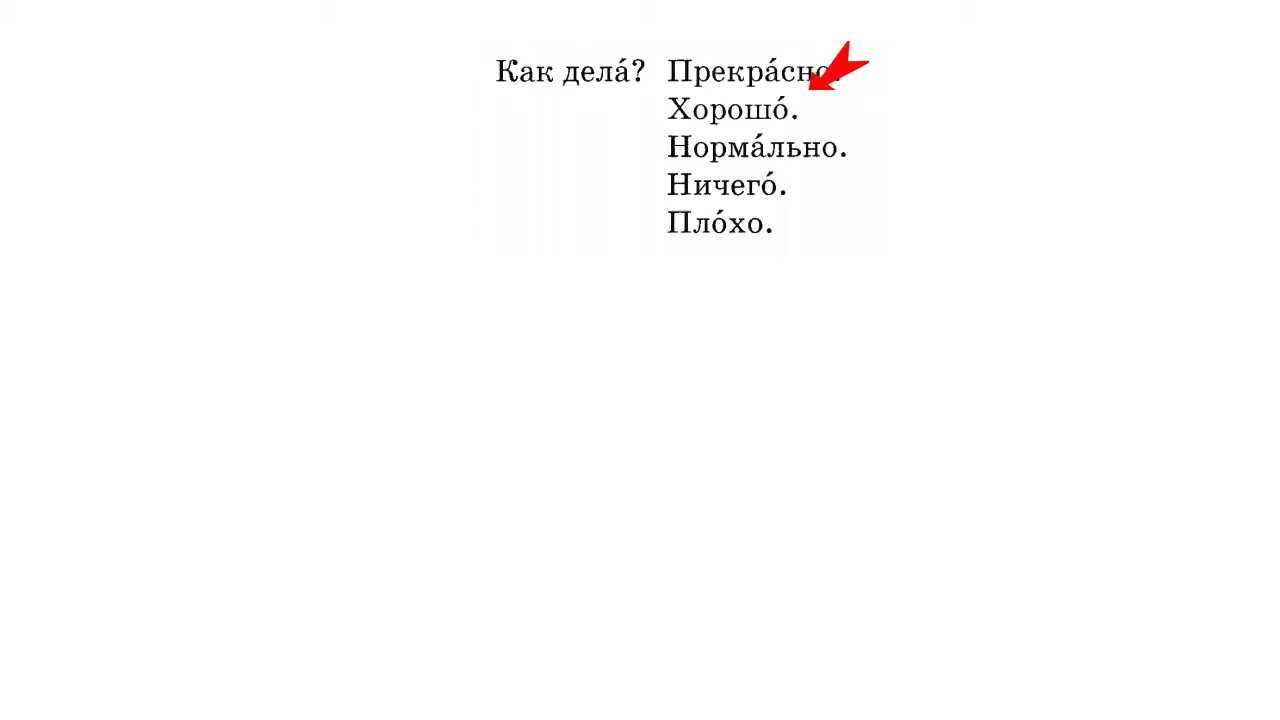 Как дела́? Прекра́сно.
Хорошо́.
Норма́льно.
Ничего́.
Пло́хо.